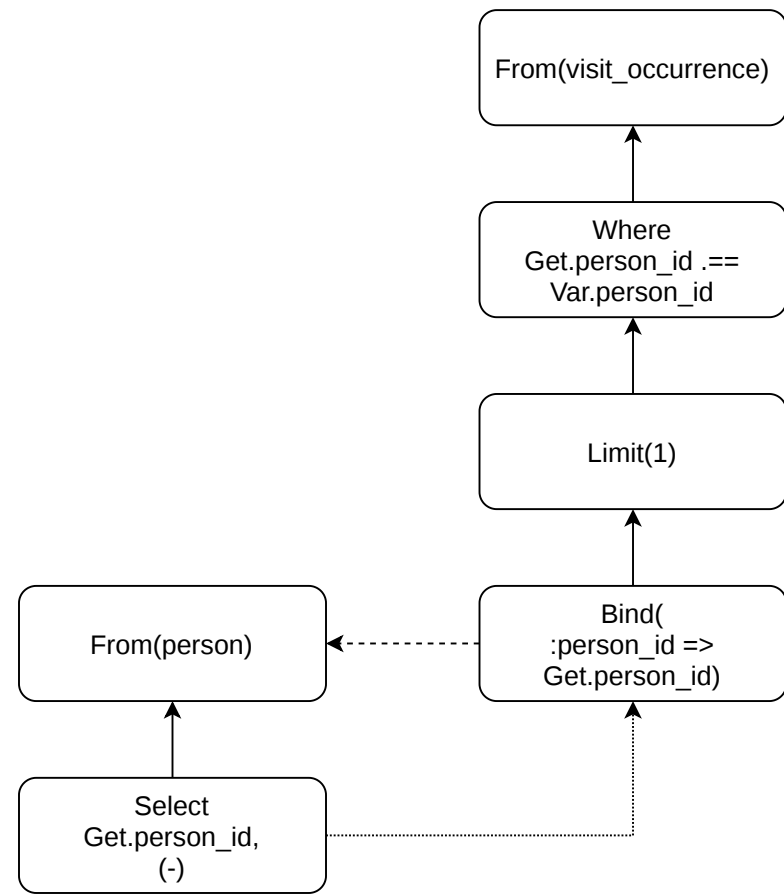 From(visit_occurrence)
Where
Get.person_id .==
Var.person_id
Limit(1)
From(person)
Bind(
:person_id =>
Get.person_id)
Select
Get.person_id,
(-)